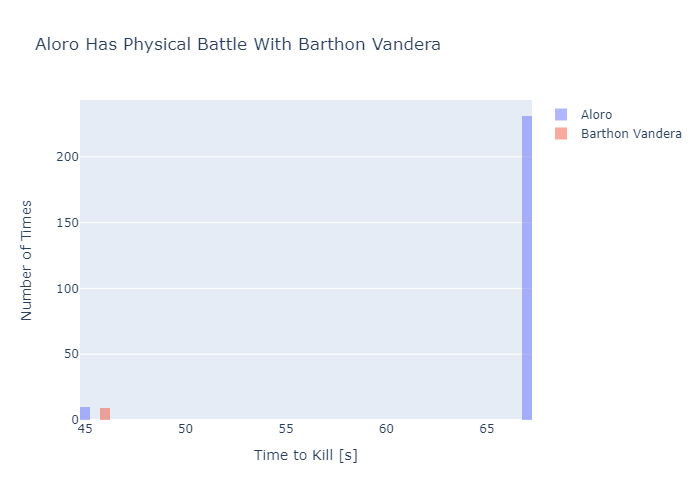 Aloro Has Physical Battle With Barthon Vandera
Aloro
Barthon Vandera
200
150
100
50
0
Number of Times
45 50 55 60 65
Time to Kill [s]